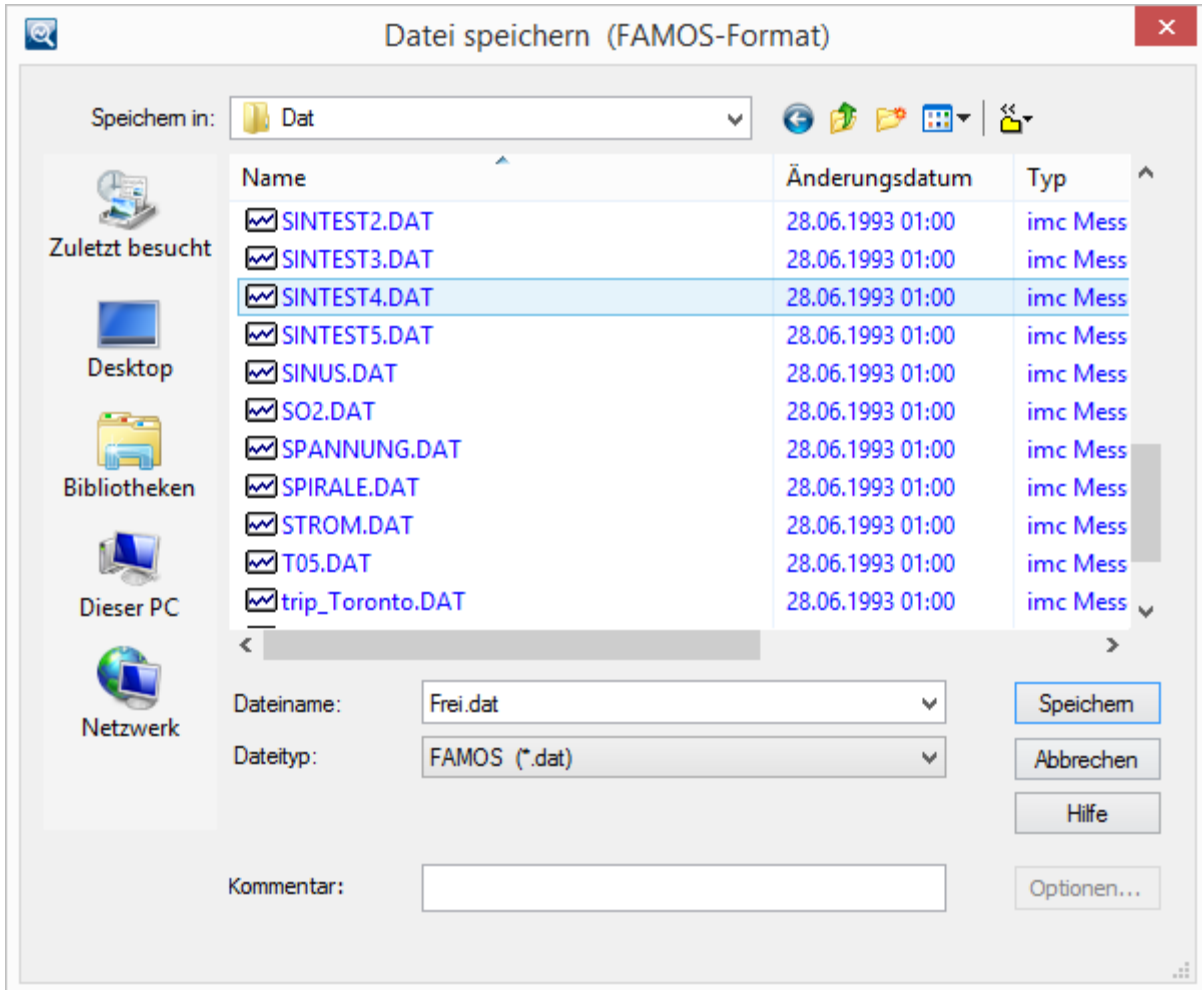 Datei speichern (FAMOS-Format)
Speichern in: Dat
Name Änderungsdatum Typ
SINTEST2.DAT 28.06.1993 01:00 imc Mess
SINTEST3.DAT 28.06.1993 01:00 imc Mess
SINTEST4.DAT 28.06.1993 01:00 imc Mess
SINTEST5.DAT 28.06.1993 01:00 imc Mess
SINUS.DAT 28.06.1993 01:00 imc Mess
SO2.DAT 28.06.1993 01:00 imc Mess
SPANNUNG.DAT 28.06.1993 01:00 imc Mess
SPIRALE.DAT 28.06.1993 01:00 imc Mess
STROM.DAT 28.06.1993 01:00 imc Mess
T05.DAT 28.06.1993 01:00 imc Mess
trip_Toronto.DAT 28.06.1993 01:00 imc Mess
Zuletzt besucht
Desktop
Bibliotheken
Dieser PC
Netzwerk
Dateiname: Frei.dat Speichern
Dateityp: FAMOS (*.dat) Abbrechen
Hilfe
Kommentar: Optionen...